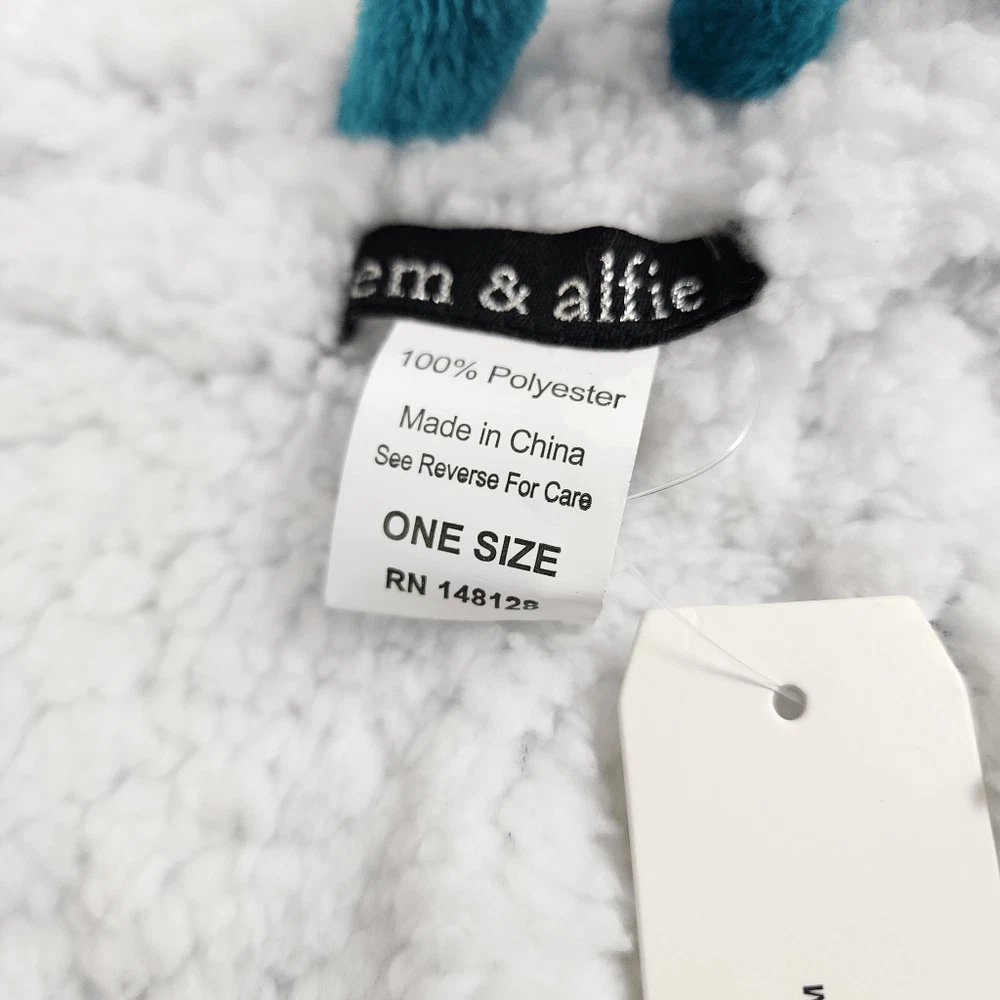 em & alfie
100% Polyester
Made in China
See Reverse For Care
ONE SIZE
RN 148128